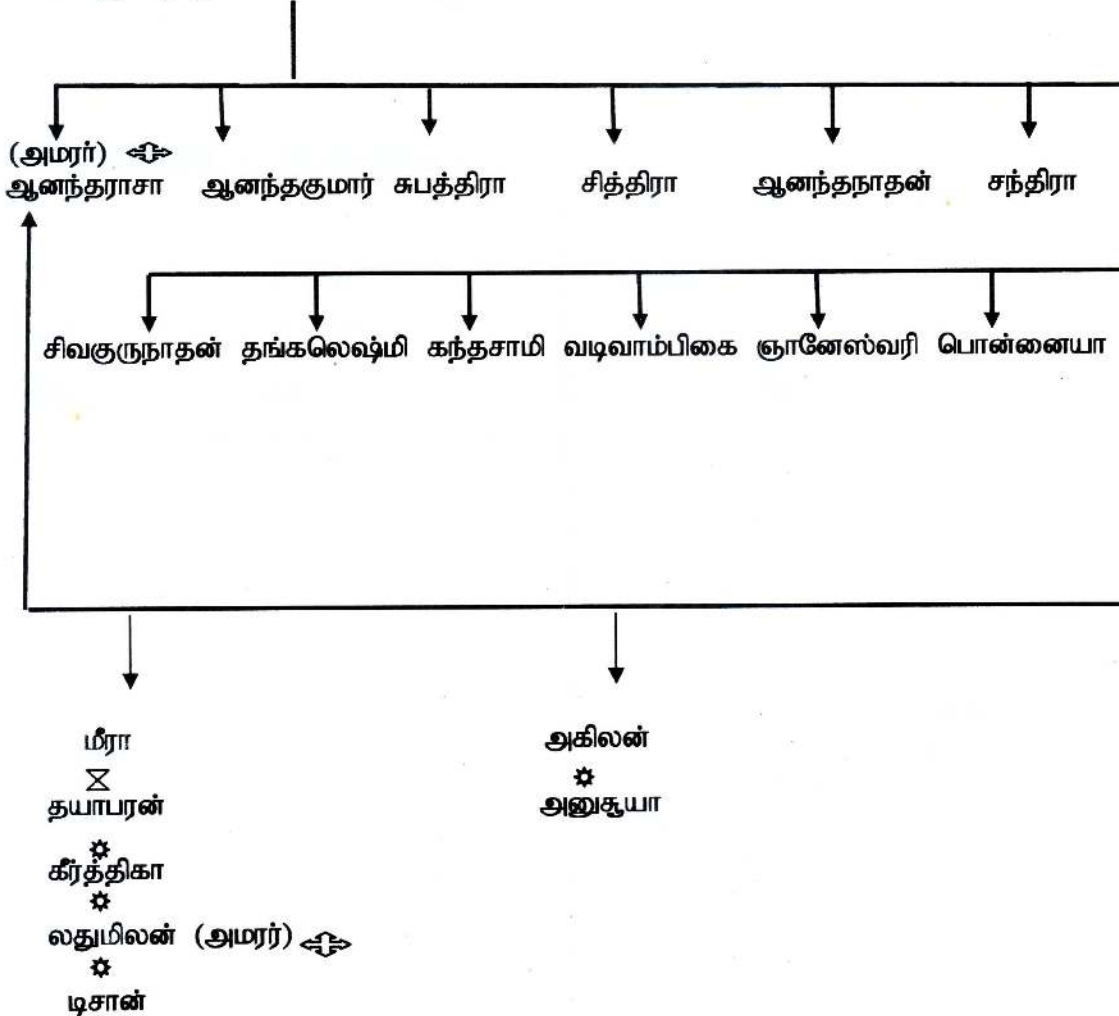 (அமரர்)
ஆனந்தராசா ஆனந்தகுமார் சுபத்திரா சித்திரா ஆனந்தநாதன் சந்திரா
சிவகுருநாதன் தங்கலெஷ்மி கந்தசாமி வடிவாம்பிகை ஞானேஸ்வரி பொன்னையா
மீரா அகிலன்
தயாபரன் அனுசூயா
கீர்த்திகா
லதுமிலன் (அமரர்)
டிசான்